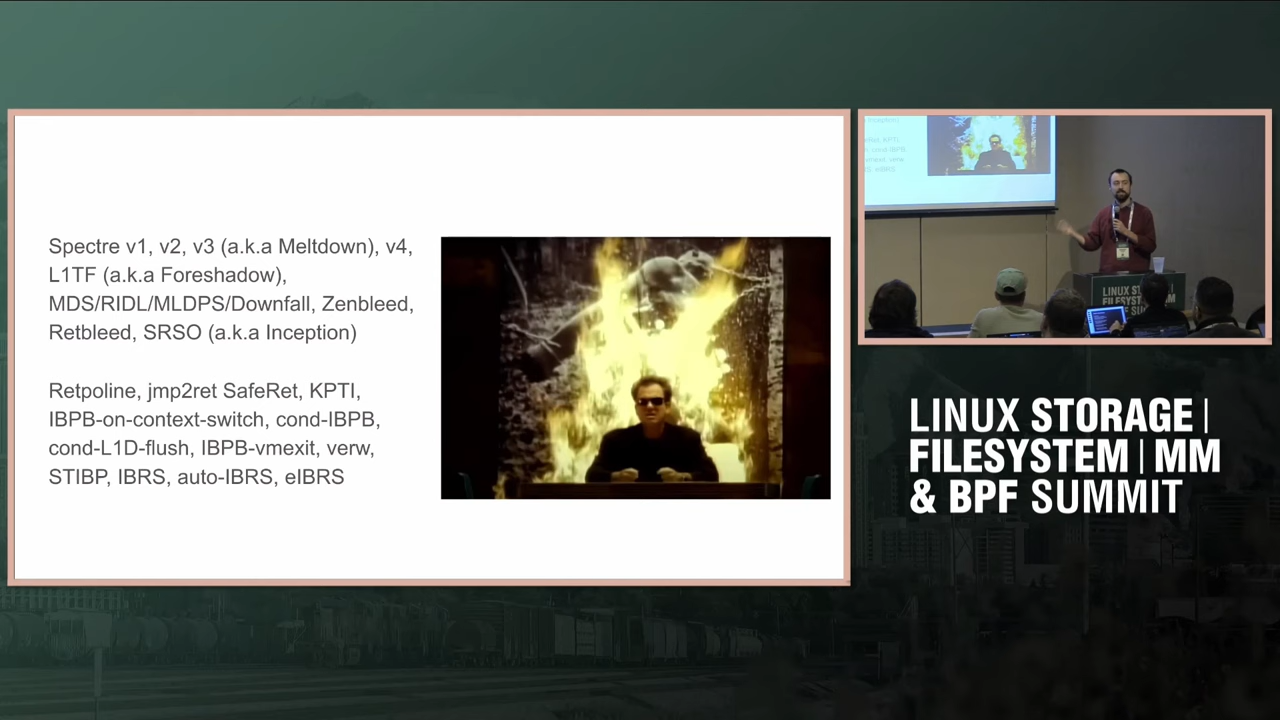 Spectre v1, v2, v3 (a.k.a Meltdown), v4,
L1TF (a.k.a Foreshadow),
MDS/RIDL/MLDPS/Downfall, Zenbleed,
Retbleed, SRSO (a.k.a Inception)
Retpoline, jmp2ret SafeRet, KPTI,
IBPB-on-context-switch, cond-IBPB,
cond-L1D-flush, IBPB-vmexit, verw,
STIBP, IBRS, auto-IBRS, eIBRS
LINUX STORAGE |
FILESYSTEM | MM
& BPF SUMMIT
LINUX STORAGE |